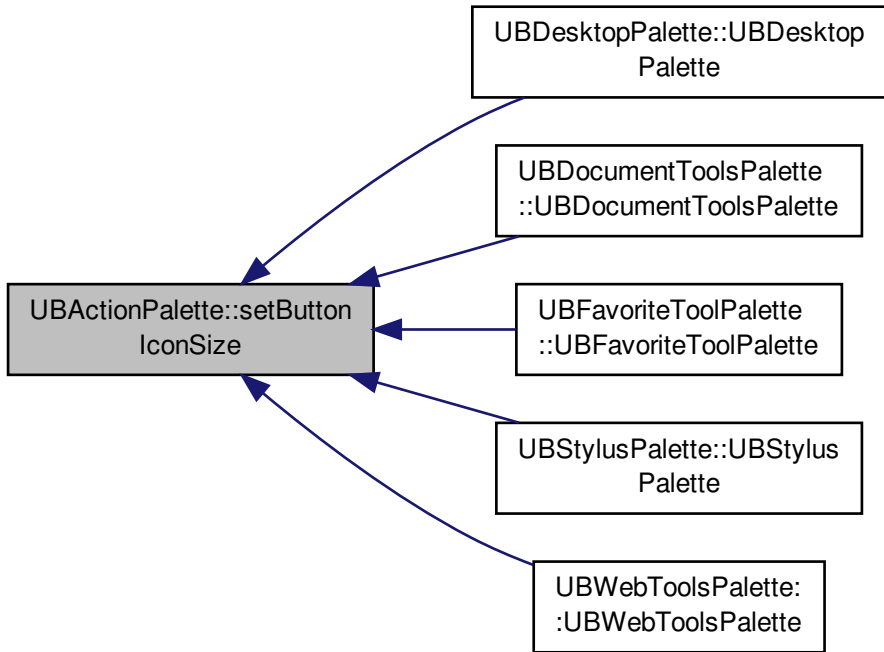 UBDesktopPalette::UBDesktop
Palette
UBDocumentToolsPalette
::UBDocumentToolsPalette
UBActionPalette::setButton
IconSize
UBFavoriteToolPalette
::UBFavoriteToolPalette
UBStylusPalette::UBStylus
Palette
UBWebToolsPalette:
:UBWebToolsPalette